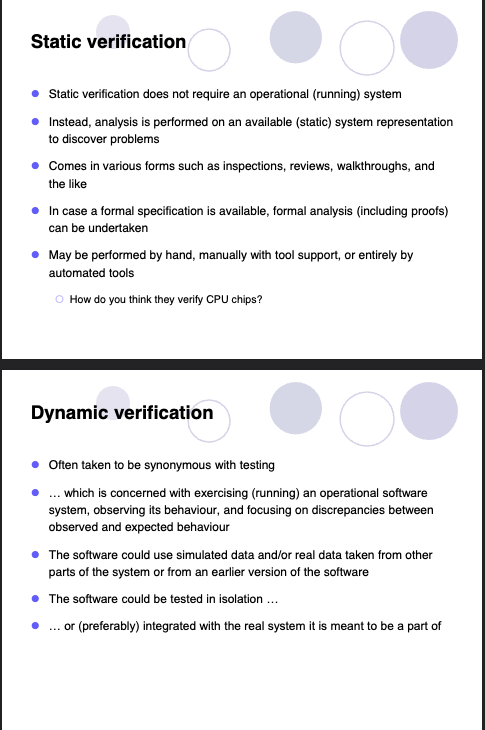 Static verification
Static verification does not require an operational (running) system
Instead, analysis is performed on an available (static) system representation
to discover problems
Comes in various forms such as inspections, reviews, walkthroughs, and
the like
In case a formal specification is available, formal analysis (including proofs)
can be undertaken
May be performed by hand, manually with tool support, or entirely by
automated tools
How do you think they verify CPU chips?
Dynamic verification
Often taken to be synonymous with testing
… which is concerned with exercising (running) an operational software
system, observing its behaviour, and focusing on discrepancies between
observed and expected behaviour
The software could use simulated data and/or real data taken from other
parts of the system or from an earlier version of the software
The software could be tested in isolation …
… or (preferably) integrated with the real system it is meant to be a part of